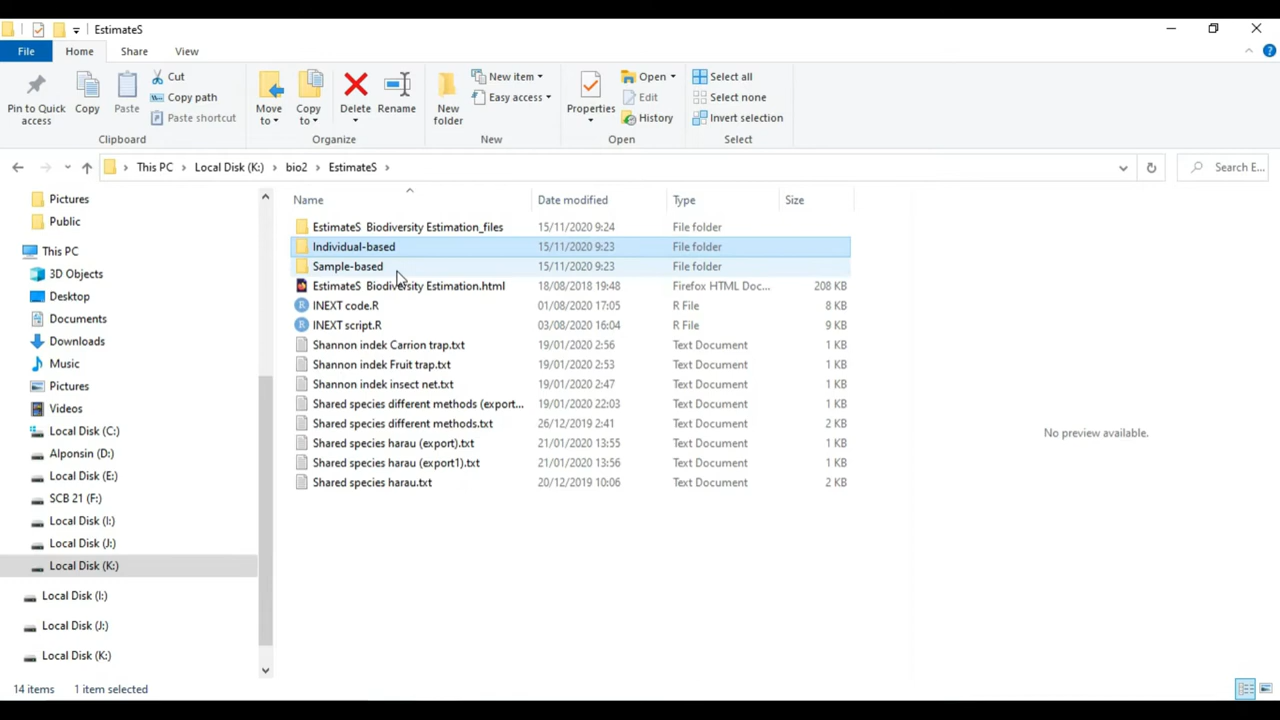 EstimateS
File Home Share View
Pin to Quick access
Copy
Paste
Cut
Copy path
Paste shortcut
Clipboard
Move to
Copy to
Delete
Rename
Organize
New folder
New item
Easy access
New
Properties
Open
Edit
History
Open
Select all
Select none
Invert selection
Select
This PC > Local Disk (K:) > bio2 > EstimateS >
Search E...
Pictures
Public
This PC
3D Objects
Desktop
Documents
Downloads
Music
Pictures
Videos
Local Disk (C:)
Alponsin (D:)
Local Disk (E:)
SCB 21 (F:)
Local Disk (I:)
Local Disk (J:)
Local Disk (K:)
Local Disk (I:)
Local Disk (J:)
Local Disk (K:)
Name Date modified Type Size
EstimateS Biodiversity Estimation_files 15/11/2020 9:24 File folder
Individual-based 15/11/2020 9:23 File folder
Sample-based 15/11/2020 9:23 File folder
EstimateS Biodiversity Estimation.html 18/08/2018 19:48 Firefox HTML Doc... 208 KB
INEXT code.R 01/08/2020 17:05 R File 8 KB
INEXT script.R 03/08/2020 16:04 R File 9 KB
Shannon indek Carrion trap.txt 19/01/2020 2:56 Text Document 1 KB
Shannon indek Fruit trap.txt 19/01/2020 2:53 Text Document 1 KB
Shannon indek insect net.txt 19/01/2020 2:47 Text Document 1 KB
Shared species different methods (export... 19/01/2020 22:03 Text Document 1 KB
Shared species different methods.txt 26/12/2019 2:41 Text Document 2 KB
Shared species harau (export).txt 21/01/2020 13:55 Text Document 1 KB
Shared species harau (export1).txt 21/01/2020 13:56 Text Document 1 KB
Shared species harau.txt 20/12/2019 10:06 Text Document 2 KB
No preview available.
14 items 1 item selected